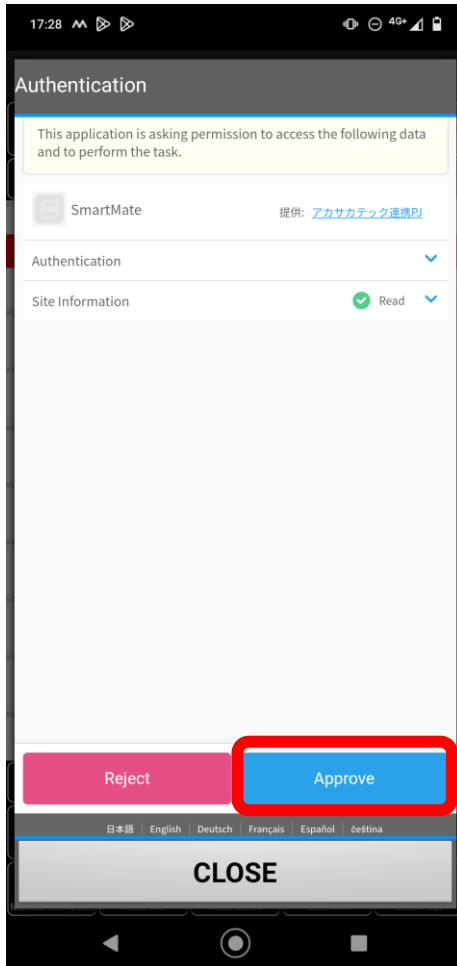 17:28
4G+
Authentication
This application is asking permission to access the following data
and to perform the task.
App
SmartMate
提供: アカサカテック連携PJ
Authentication
Site Information
Read
Reject
Approve
日本語 English Deutsch Français Español čeština
CLOSE